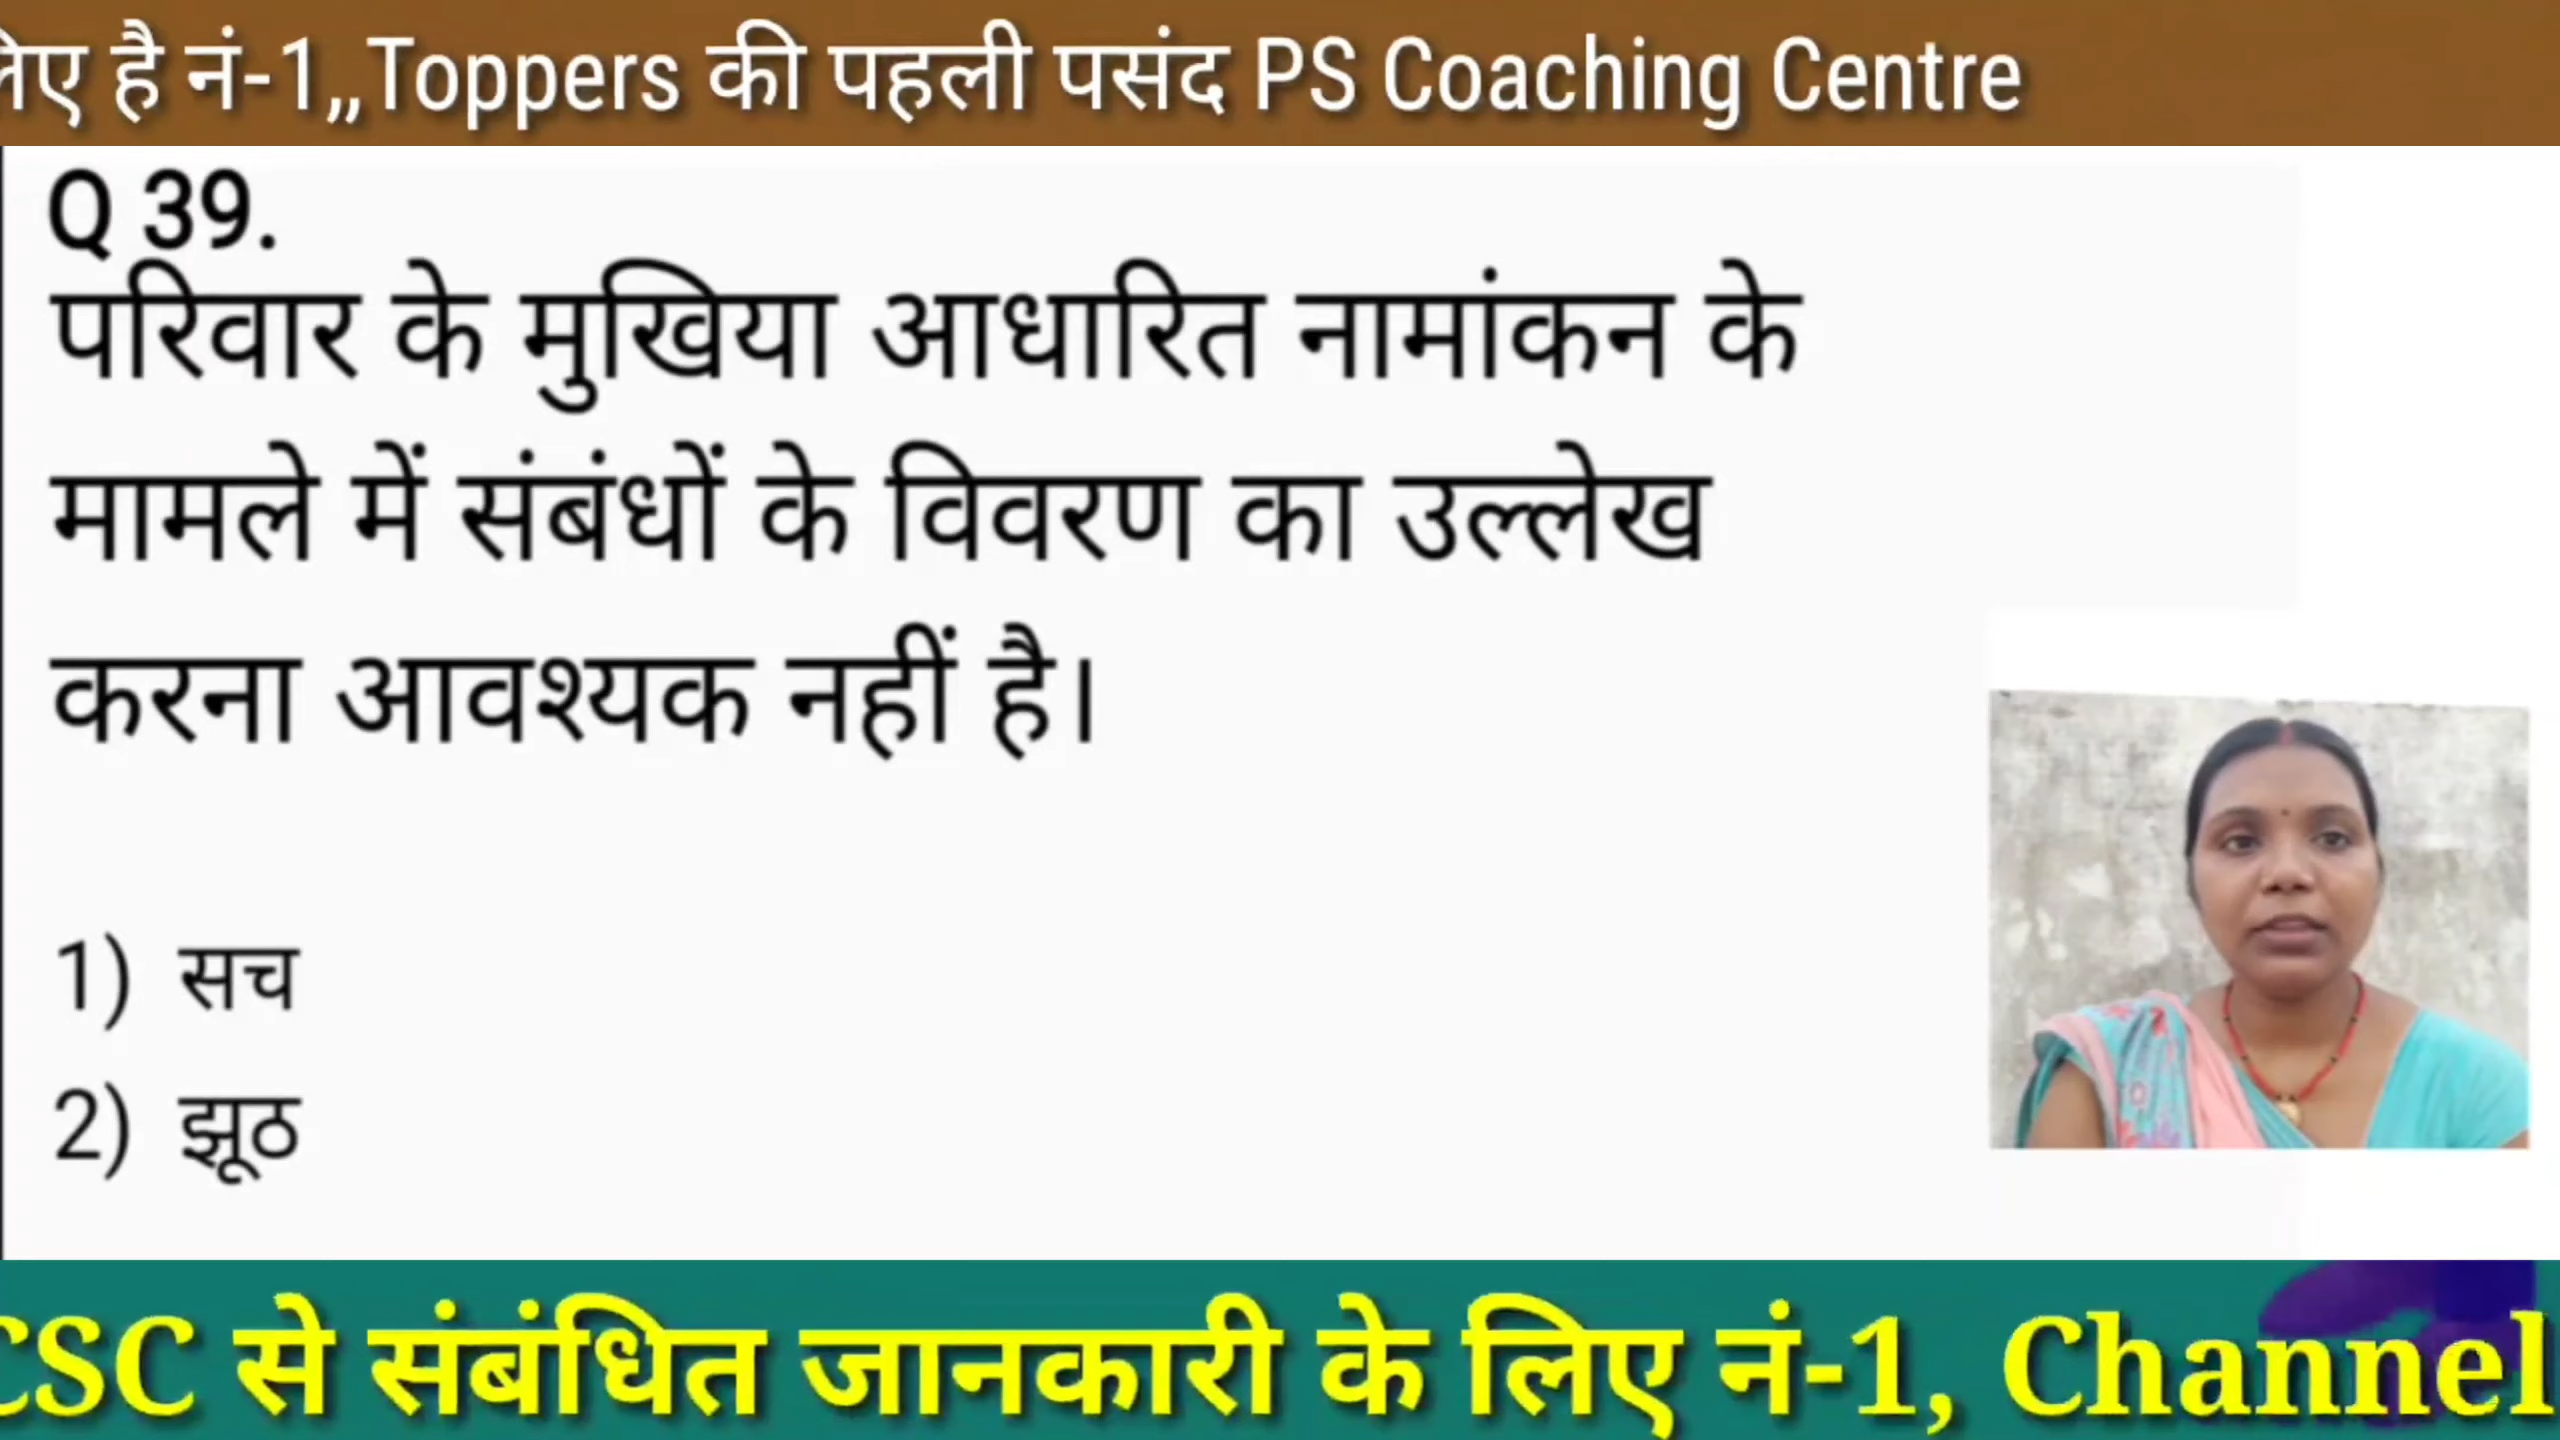 है नं-1,,Toppers की पहली पसंद PS Coaching Centre
Q 39.
परिवार के मुखिया आधारित नामांकन के
मामले में संबंधों के विवरण का उल्लेख
करना आवश्यक नहीं है।
1) सच
2) झूठ
CSC से संबंधित जानकारी के लिए नं-1, Channel